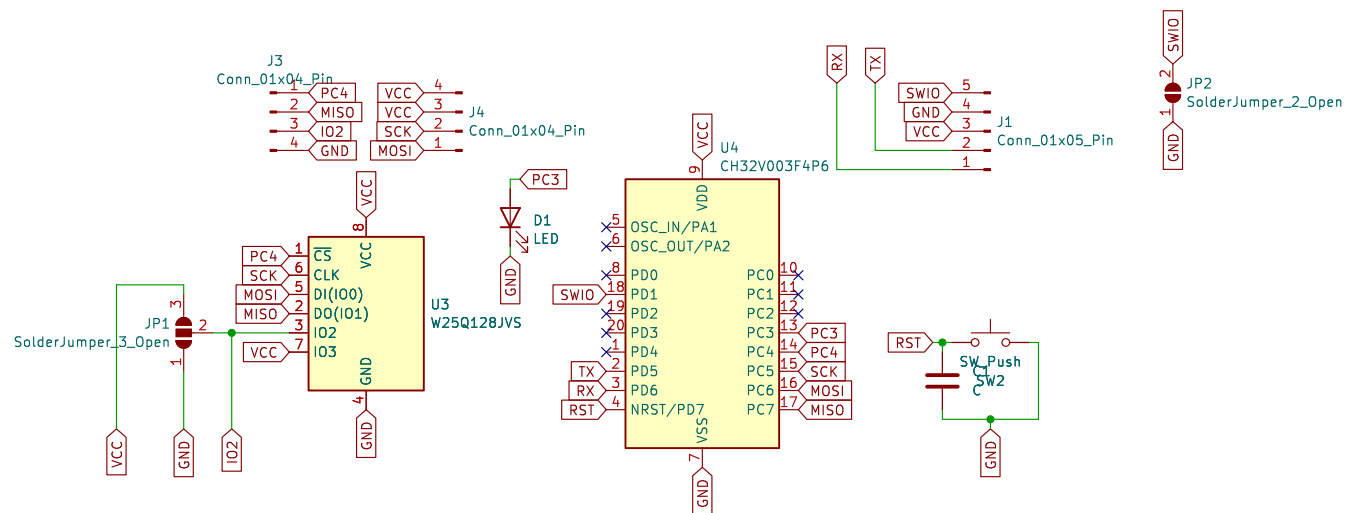 J3
Conn_01x04_Pin
1 PC4
2 MISO
3 IO2
4 GND
VCC 4
VCC 3
SCK 2
MOSI 1
J4
Conn_01x04_Pin
RX
TX
SWIO 5
GND 4
VCC 3
2
1
J1
Conn_01x05_Pin
SWIO
2
JP2
SolderJumper_2_Open
1
GND
VCC
8
VCC
PC4 1 CS
SCK 6 CLK
MOSI 5 DI(IO0)
MISO 2 DO(IO1)
3 IO2
VCC 7 IO3
GND
4
GND
U3
W25Q128JVS
3
JP1
2
SolderJumper_3_Open
1
VCC
GND
IO2
PC3
D1
LED
GND
VCC
U4
CH32V003F4P6
9
VDD
5 OSC_IN/PA1
6 OSC_OUT/PA2
8 PD0
SWIO 18 PD1
19 PD2
20 PD3
1 PD4
TX 2 PD5
RX 3 PD6
RST 4 NRST/PD7
PC0 10
PC1 11
PC2 12
PC3 13 PC3
PC4 14 PC4
PC5 15 SCK
PC6 16 MOSI
PC7 17 MISO
VSS
7
GND
RST
SW_Push
SW2
C1
C
GND